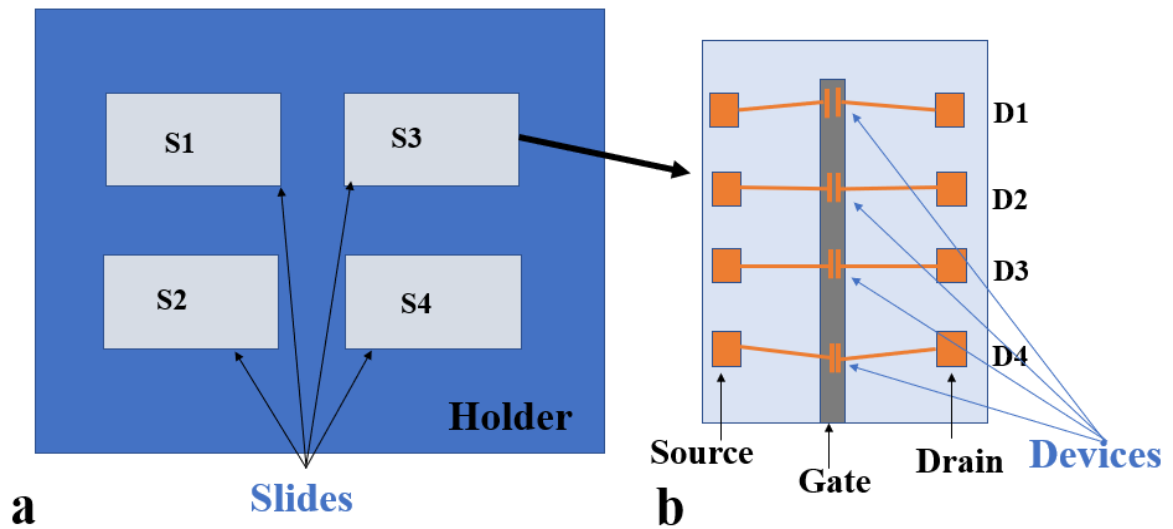 S1
S3
S2
S4
Holder
Slides
a
D1
D2
D3
D4
Source
Gate
Drain
Devices
b